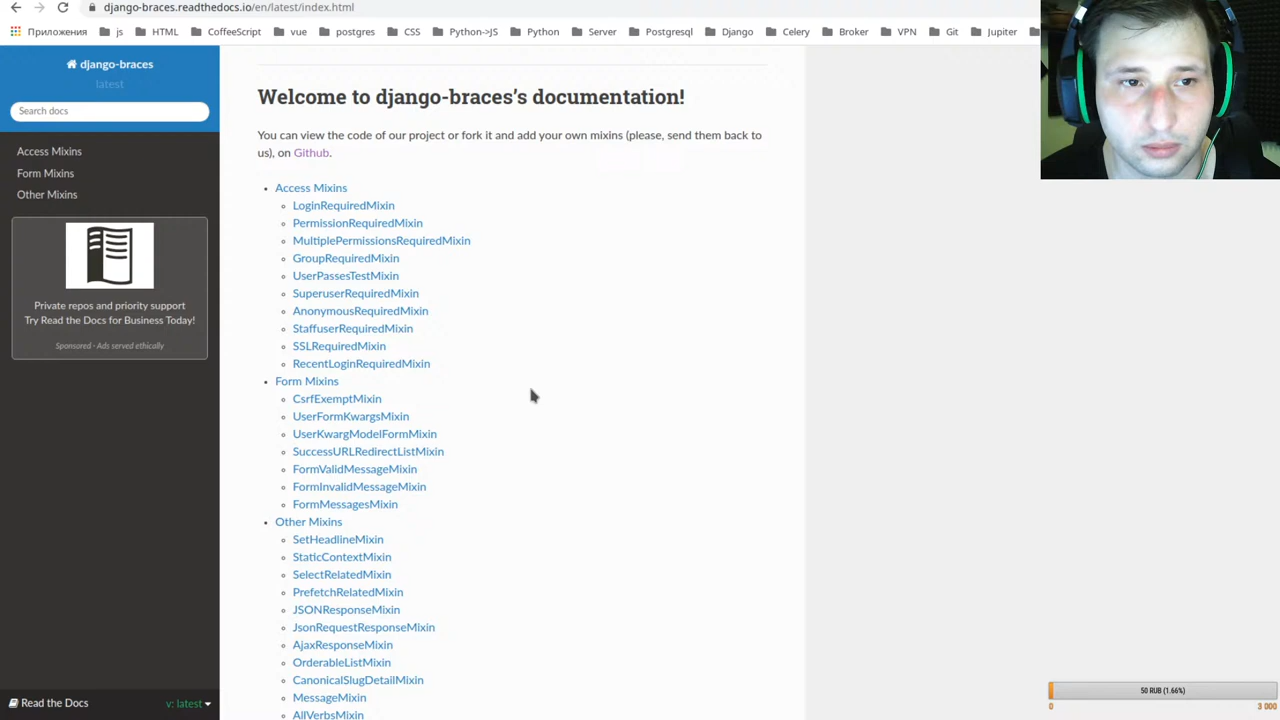 django-braces.readthedocs.io/en/latest/index.html
Приложения js HTML CoffeeScript vue postgres CSS Python->JS Python Server Postgresql Django Celery Broker VPN Git Jupiter
django-braces
latest
Search docs
Access Mixins
Form Mixins
Other Mixins
Private repos and priority support
Try Read the Docs for Business Today!
Sponsored · Ads served ethically
Read the Docs v: latest
Welcome to django-braces's documentation!
You can view the code of our project or fork it and add your own mixins (please, send them back to
us), on Github.
Access Mixins
LoginRequiredMixin
PermissionRequiredMixin
MultiplePermissionsRequiredMixin
GroupRequiredMixin
UserPassesTestMixin
SuperuserRequiredMixin
AnonymousRequiredMixin
StaffuserRequiredMixin
SSLRequiredMixin
RecentLoginRequiredMixin
Form Mixins
CsrfExemptMixin
UserFormKwargsMixin
UserKwargModelFormMixin
SuccessURLRedirectListMixin
FormValidMessageMixin
FormInvalidMessageMixin
FormMessagesMixin
Other Mixins
SetHeadlineMixin
StaticContextMixin
SelectRelatedMixin
PrefetchRelatedMixin
JSONResponseMixin
JsonRequestResponseMixin
AjaxResponseMixin
OrderableListMixin
CanonicalSlugDetailMixin
MessageMixin
AllVerbsMixin
50 RUB (1.66%)
0 3 000